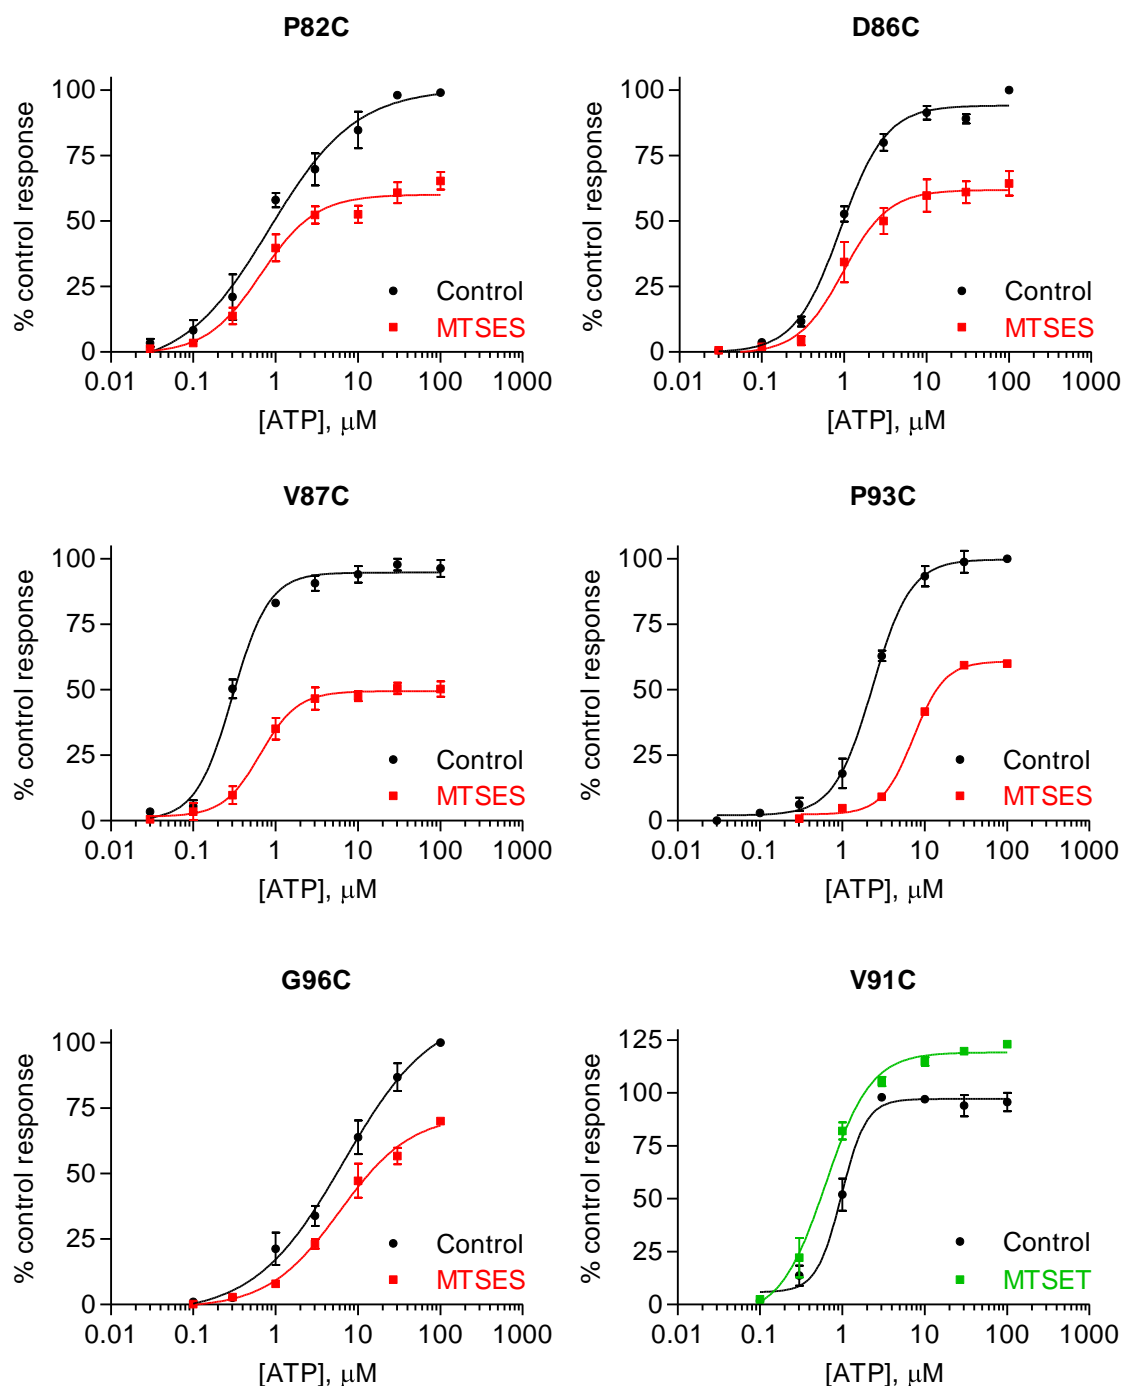 P82C
% control response
100
75
50
25
0
Control
MTSES
0.01 0.1 1 10 100 1000
[ATP], μM
D86C
% control response
100
75
50
25
0
Control
MTSES
0.01 0.1 1 10 100 1000
[ATP], μM
V87C
% control response
100
75
50
25
0
Control
MTSES
0.01 0.1 1 10 100 1000
[ATP], μM
P93C
% control response
100
75
50
25
0
Control
MTSES
0.01 0.1 1 10 100 1000
[ATP], μM
G96C
% control response
100
75
50
25
0
Control
MTSES
0.01 0.1 1 10 100 1000
[ATP], μM
V91C
% control response
125
100
75
50
25
0
Control
MTSET
0.01 0.1 1 10 100 1000
[ATP], μM